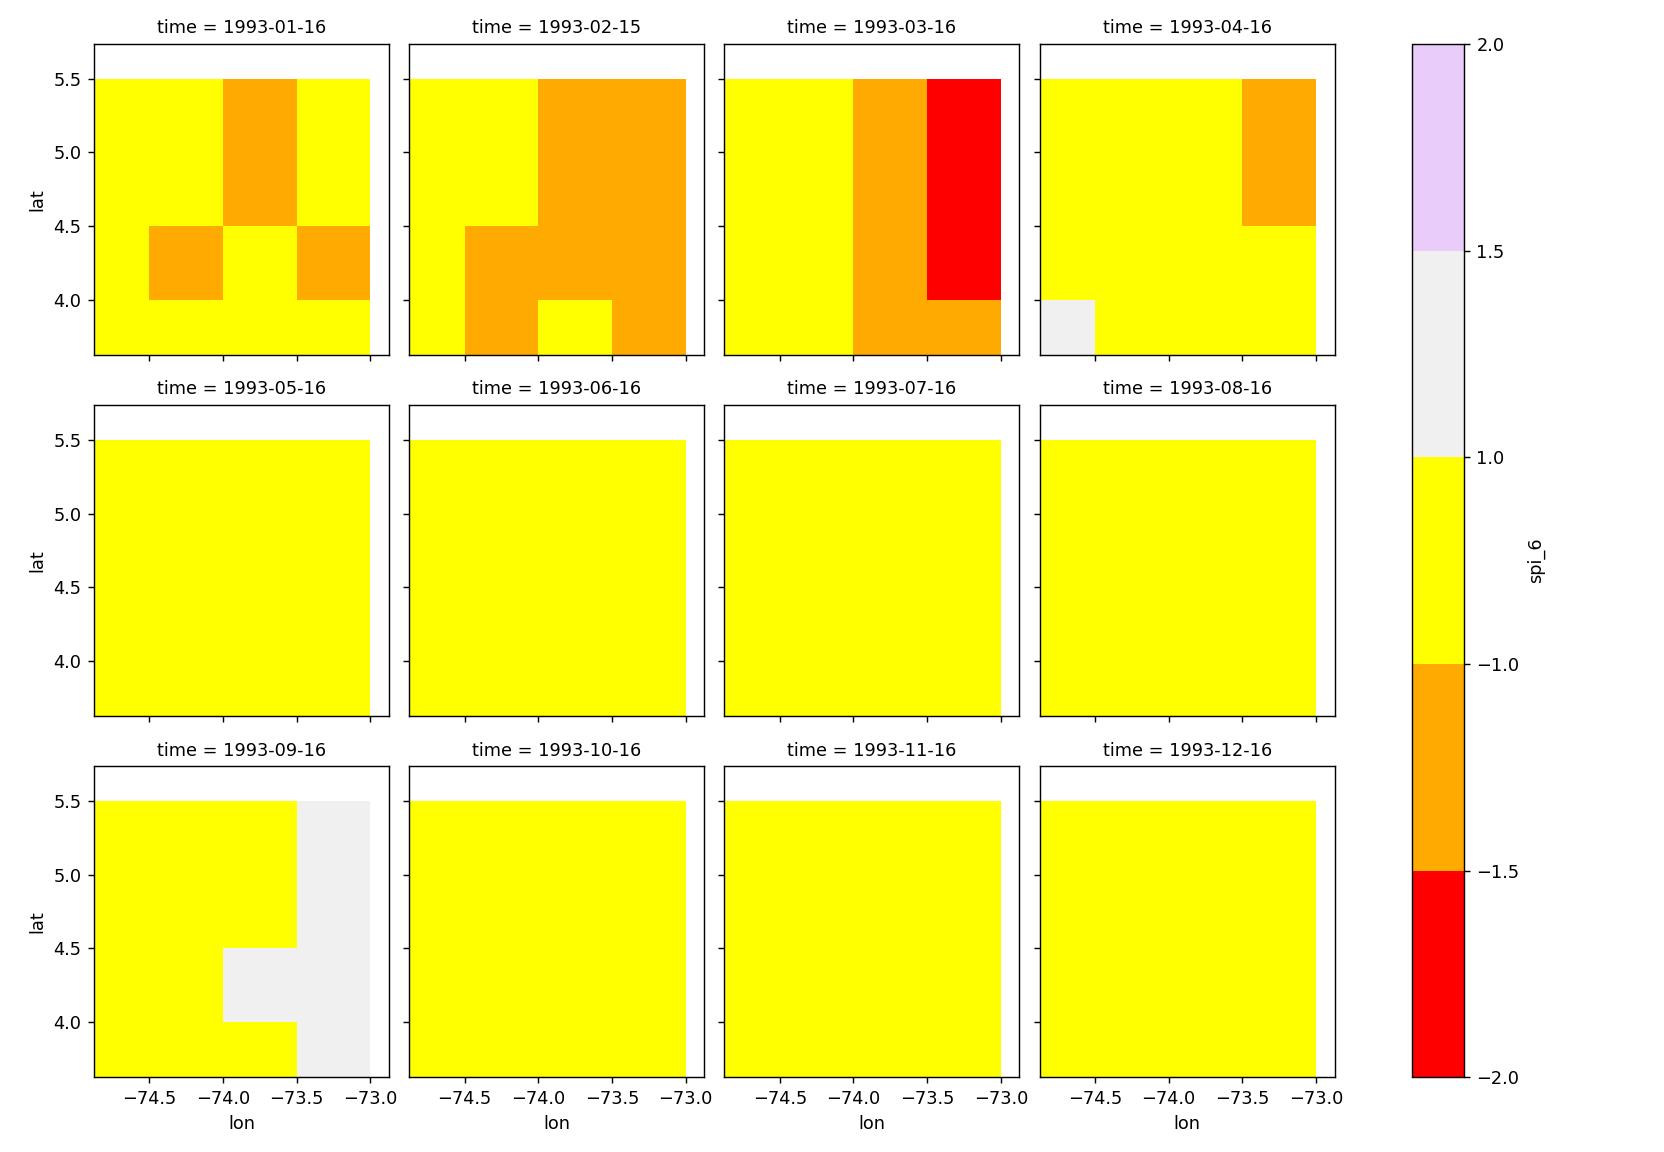 time = 1993-01-16
time = 1993-02-15
time = 1993-03-16
time = 1993-04-16
5.5
5.0
4.5
4.0
lat
time = 1993-05-16
time = 1993-06-16
time = 1993-07-16
time = 1993-08-16
5.5
5.0
4.5
4.0
lat
time = 1993-09-16
time = 1993-10-16
time = 1993-11-16
time = 1993-12-16
5.5
5.0
4.5
4.0
lat
−74.5 −74.0 −73.5 −73.0
lon
−74.5 −74.0 −73.5 −73.0
lon
−74.5 −74.0 −73.5 −73.0
lon
−74.5 −74.0 −73.5 −73.0
lon
2.0
1.5
1.0
−1.0
−1.5
−2.0
spi_6